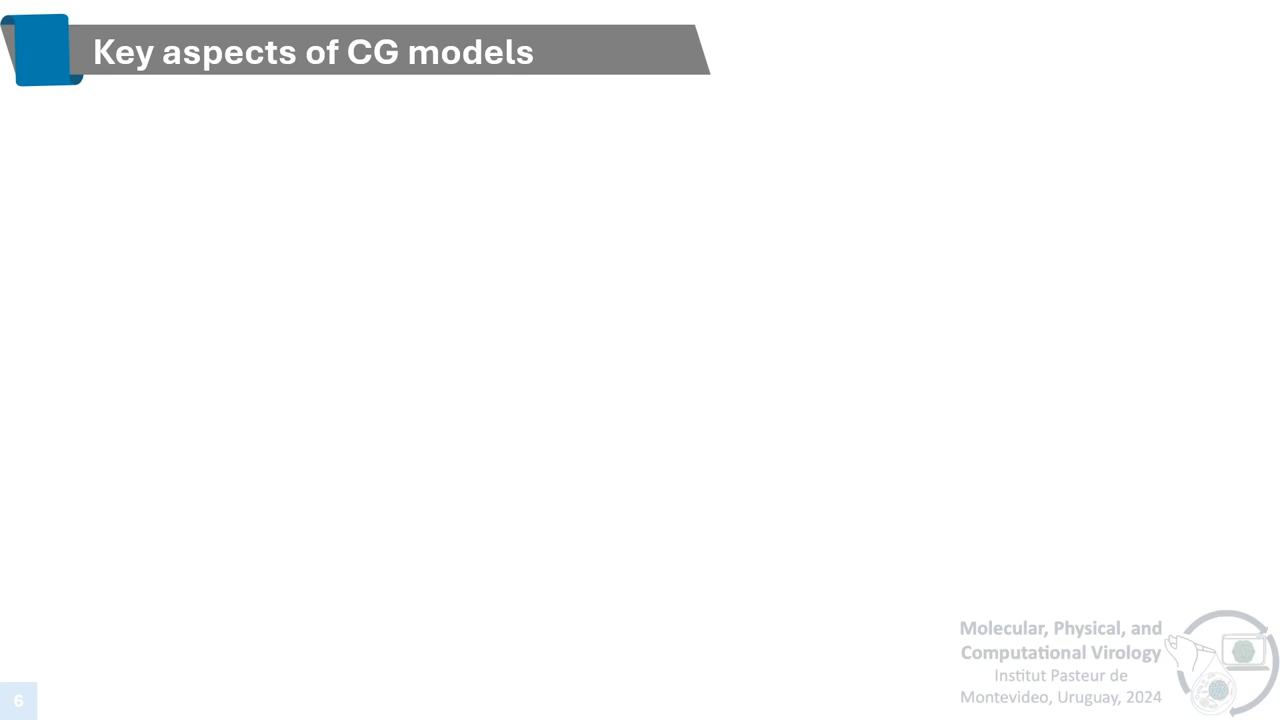 Key aspects of CG models
Molecular, Physical, and
Computational Virology
Institut Pasteur de
Montevideo, Uruguay, 2024
6